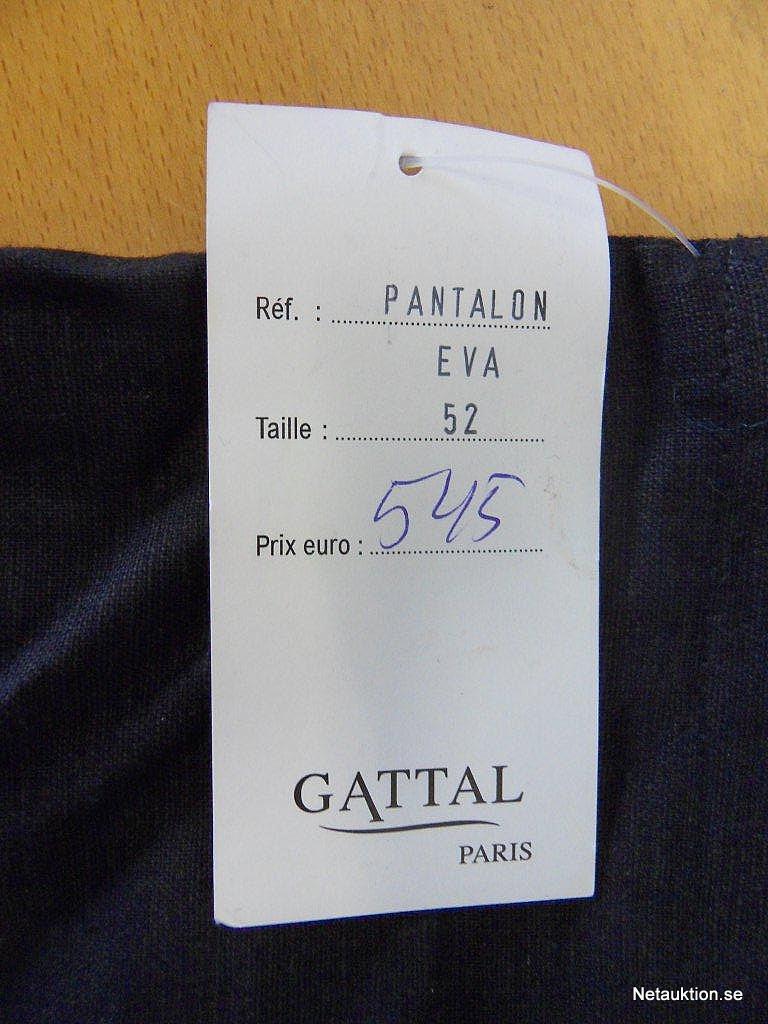 Réf. : PANTALON
EVA
Taille : 52
Prix euro : 545
GATTAL
PARIS
Netauktion.se